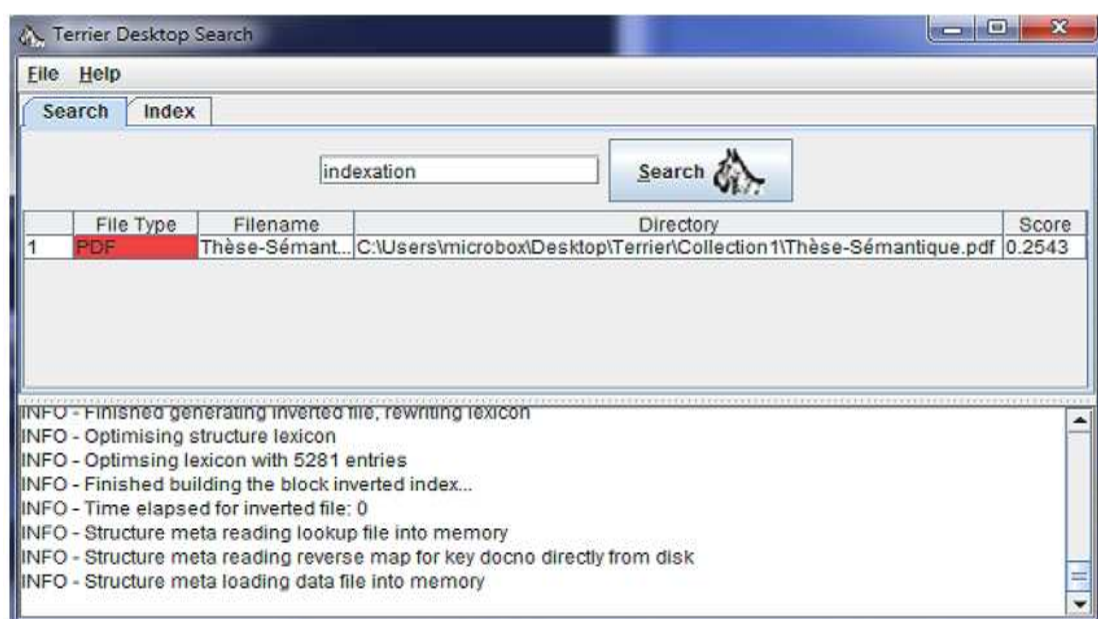 Terrier Desktop Search
File Help
Search Index
indexation Search
File Type Filename Directory Score
1 PDF Thèse-Sémant... C:\Users\microbox\Desktop\Terrier\Collection1\Thèse-Sémantique.pdf 0.2543
INFO - Finished generating inverted file, rewriting lexicon
INFO - Optimising structure lexicon
INFO - Optimsing lexicon with 5281 entries
INFO - Finished building the block inverted index...
INFO - Time elapsed for inverted file: 0
INFO - Structure meta reading lookup file into memory
INFO - Structure meta reading reverse map for key docno directly from disk
INFO - Structure meta loading data file into memory